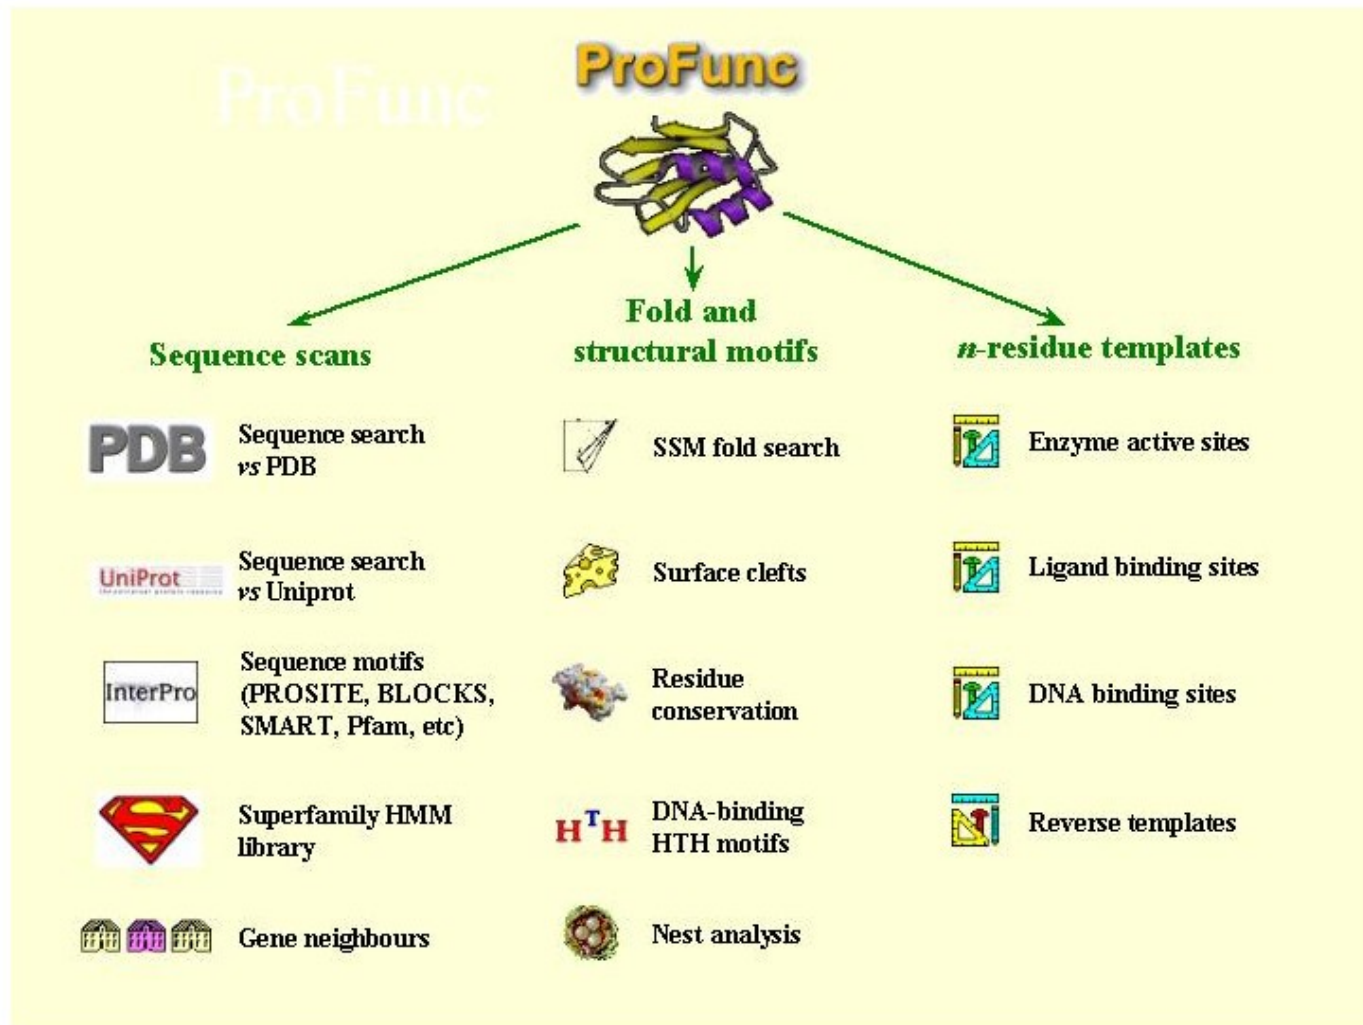 ProFunc
ProFunc
Sequence scans
PDB
Sequence search
vs PDB
UniProt
Sequence search
vs Uniprot
InterPro
Sequence motifs
(PROSITE, BLOCKS,
SMART, Pfam, etc)
S
Superfamily HMM
library
Gene neighbours
Fold and
structural motifs
SSM fold search
Surface clefts
Residue
conservation
HTH
DNA-binding
HTH motifs
Nest analysis
n-residue templates
Enzyme active sites
Ligand binding sites
DNA binding sites
Reverse templates